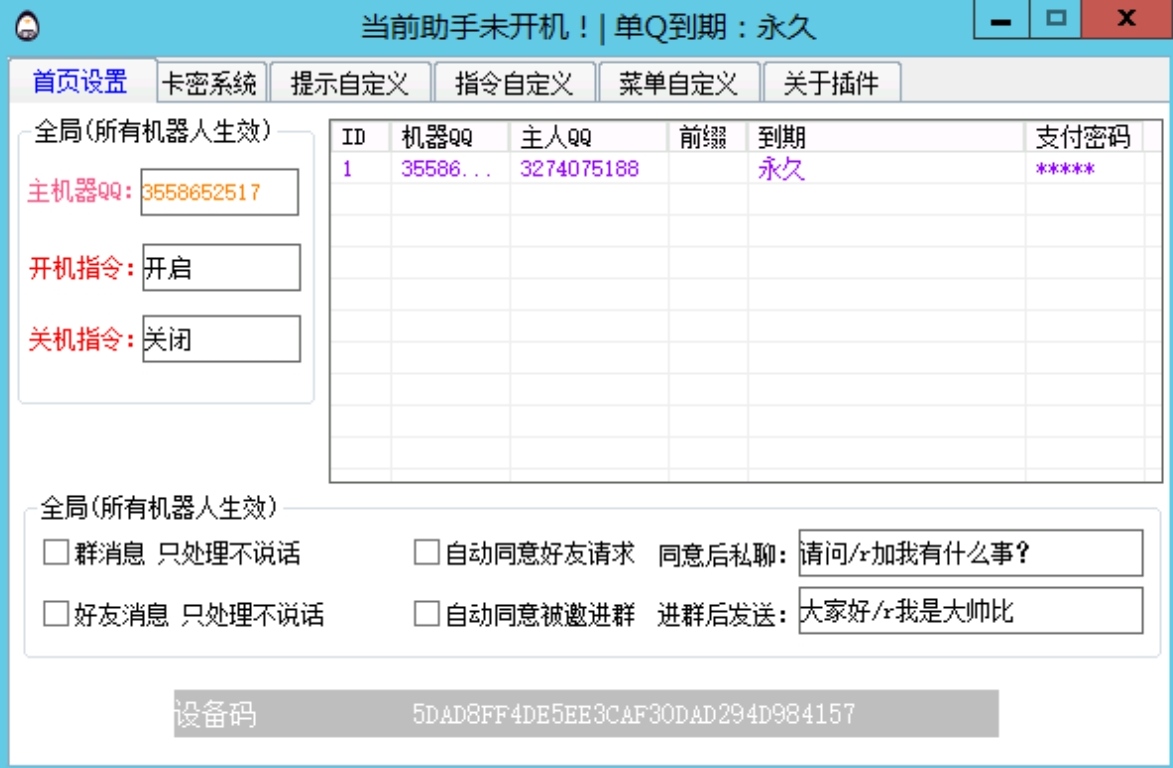 当前助手未开机！| 单Q到期：永久
首页设置 卡密系统 提示自定义 指令自定义 菜单自定义 关于插件
全局(所有机器人生效)
主机器QQ: 3558652517
开机指令: 开启
关机指令: 关闭
ID 机器QQ 主人QQ 前缀 到期 支付密码
1 35586... 3274075188 永久 *****
全局(所有机器人生效)
群消息 只处理不说话 自动同意好友请求 同意后私聊: 请问/r加我有什么事?
好友消息 只处理不说话 自动同意被邀进群 进群后发送: 大家好/r我是大帅比
设备码 5DAD8FF4DE5EE3CAF30DAD294D984157